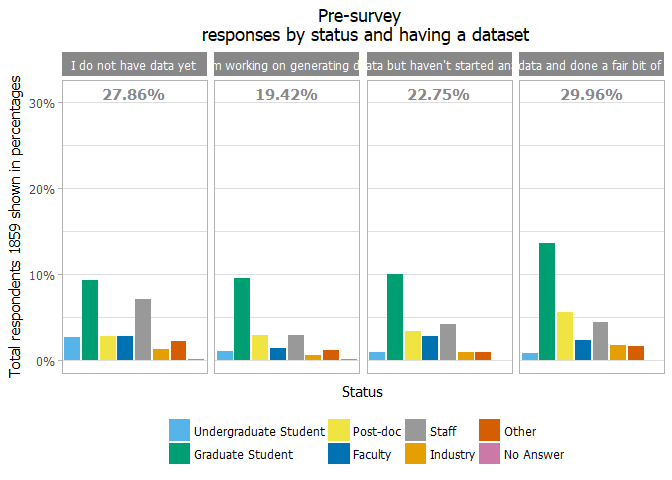 Pre-survey
responses by status and having a dataset
I do not have data yet
working on generating
but haven't started
data and done a fair bit of
27.86%
19.42%
22.75%
29.96%
Total respondents 1859 shown in percentages
30%
20%
10%
0%
Status
Undergraduate Student
Post-doc
Staff
Other
Graduate Student
Faculty
Industry
No Answer